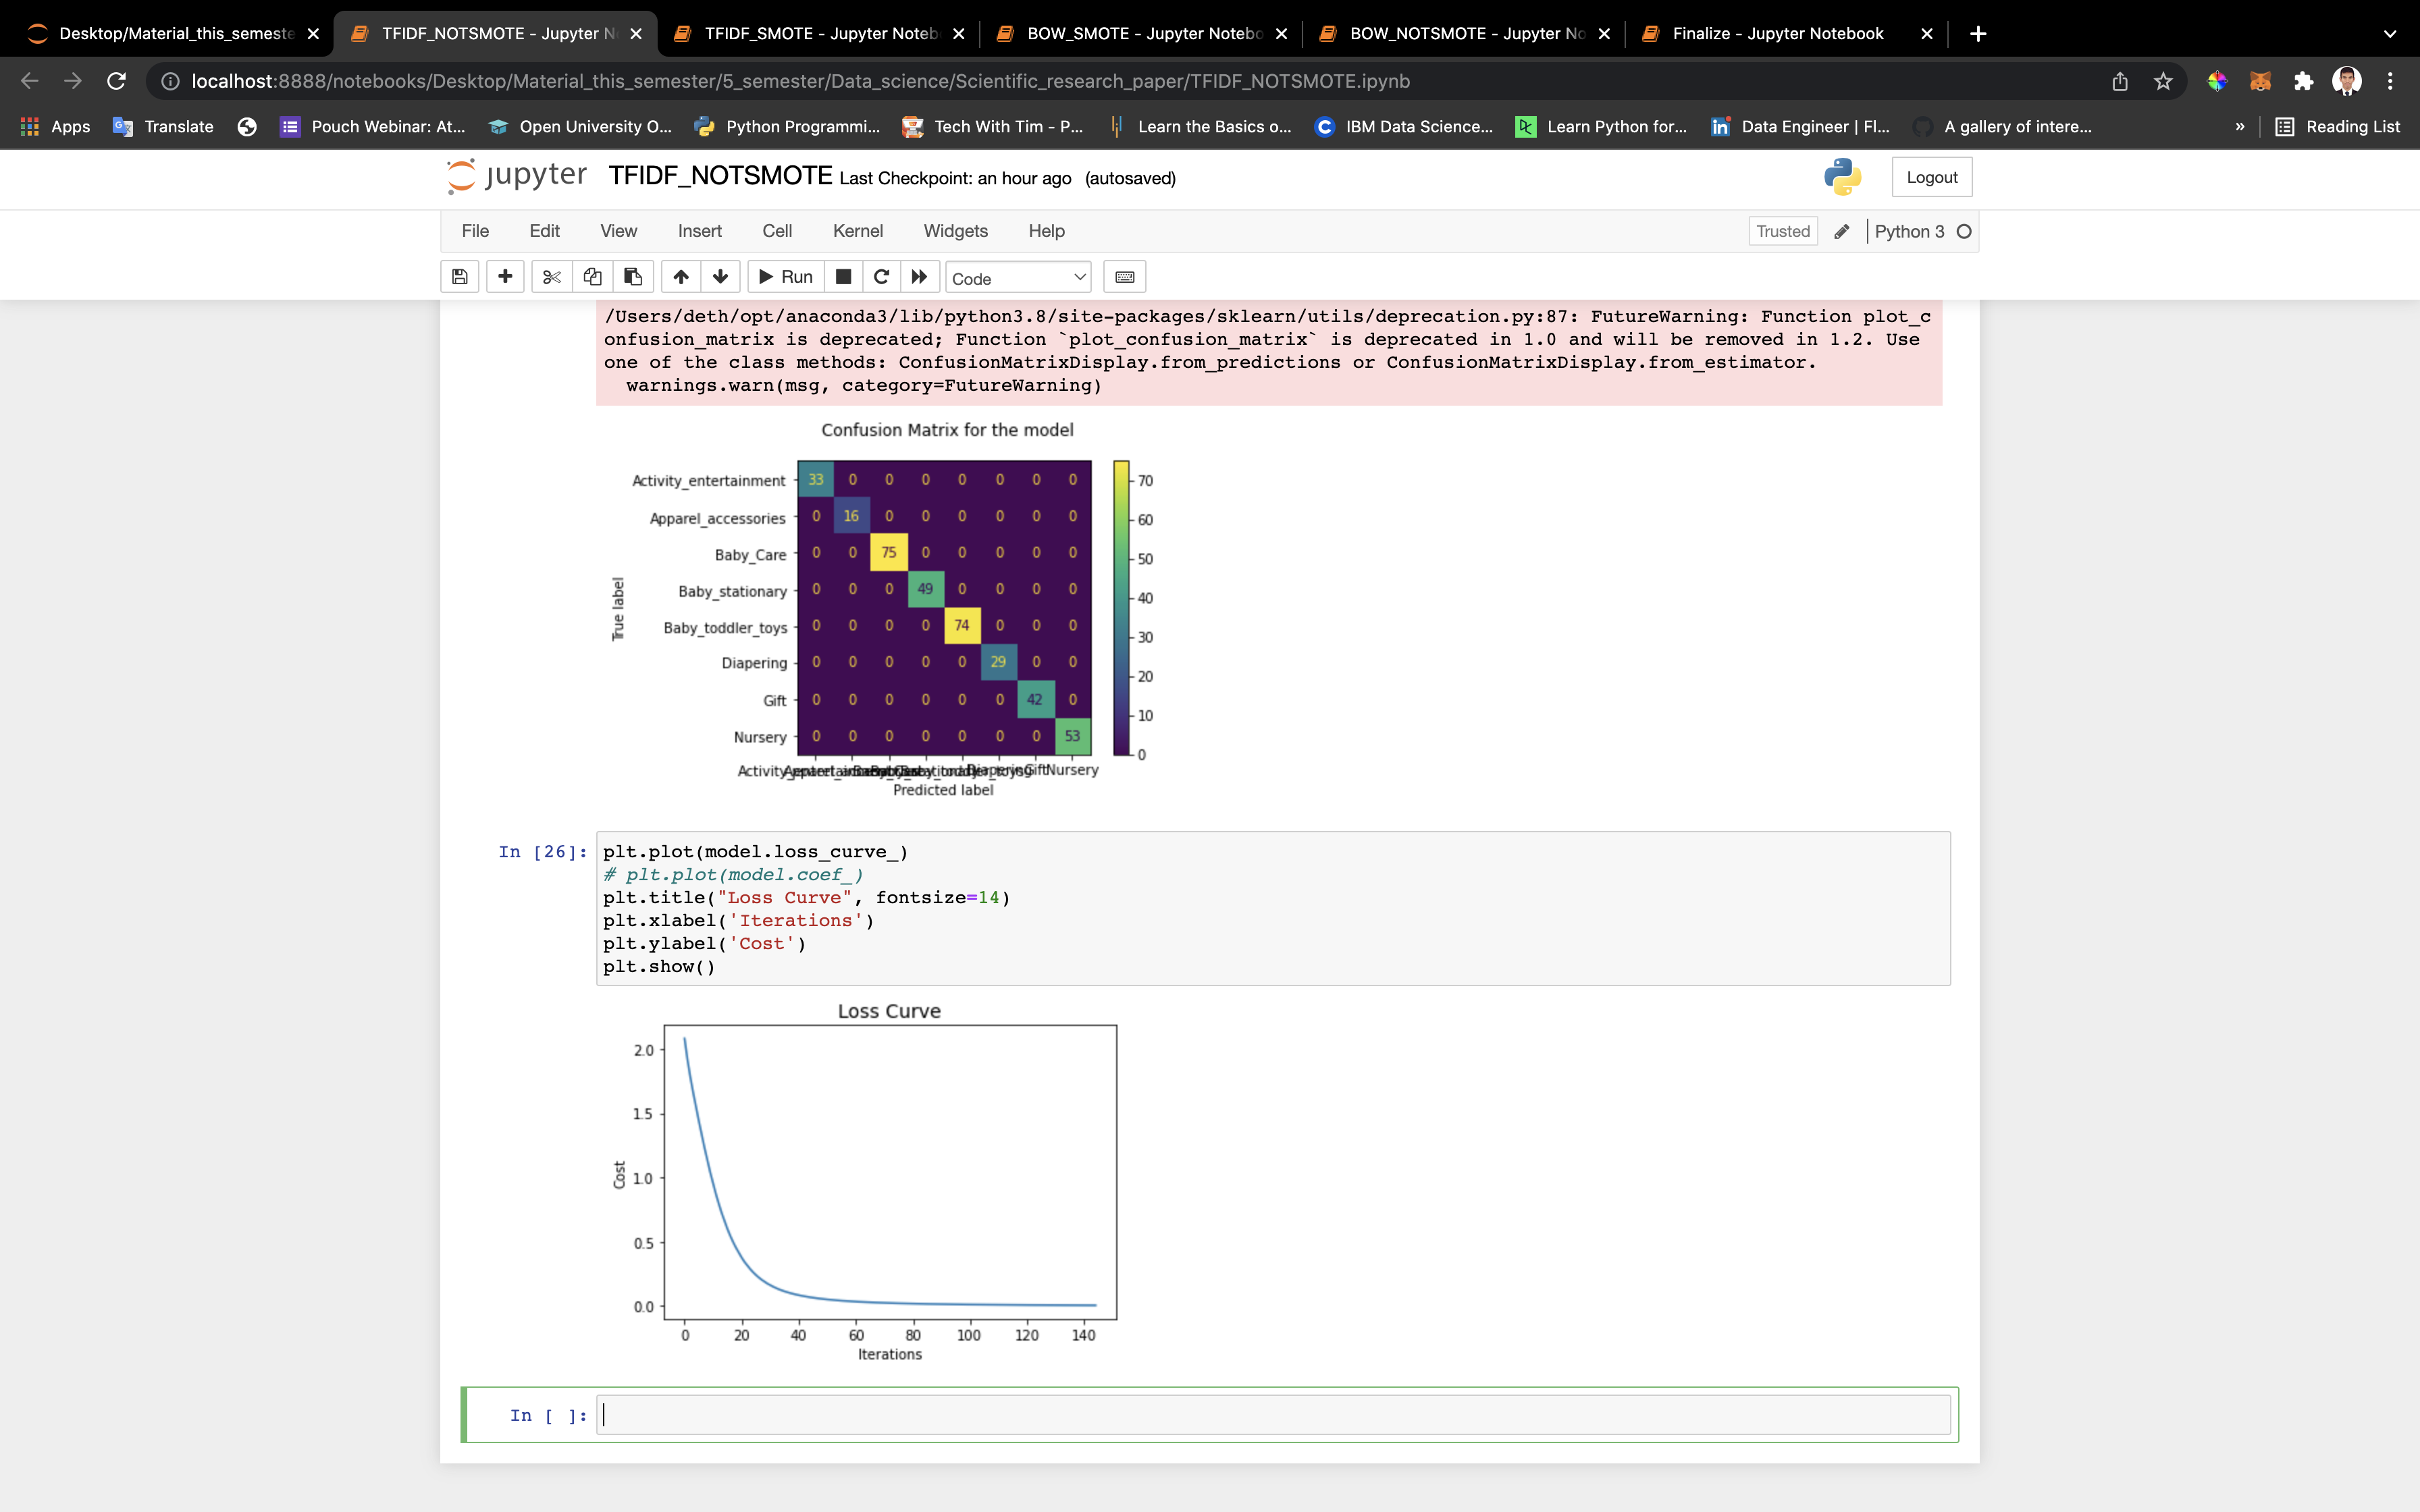 Desktop/Material_this_semeste
TFIDF_NOTSMOTE - Jupyter N
TFIDF_SMOTE - Jupyter Noteb
BOW_SMOTE - Jupyter Notebo
BOW_NOTSMOTE - Jupyter No
Finalize - Jupyter Notebook
localhost:8888/notebooks/Desktop/Material_this_semester/5_semester/Data_science/Scientific_research_paper/TFIDF_NOTSMOTE.ipynb
Apps
Translate
Pouch Webinar: At...
Open University O...
Python Programmi...
Tech With Tim - P...
Learn the Basics o...
IBM Data Science...
Learn Python for...
Data Engineer | Fl...
A gallery of intere...
»
Reading List
jupyter TFIDF_NOTSMOTE Last Checkpoint: an hour ago (autosaved)
Logout
File Edit View Insert Cell Kernel Widgets Help
Trusted
Python 3
Run
Code
/Users/deth/opt/anaconda3/lib/python3.8/site-packages/sklearn/utils/deprecation.py:87: FutureWarning: Function plot_c
onfusion_matrix is deprecated; Function `plot_confusion_matrix` is deprecated in 1.0 and will be removed in 1.2. Use
one of the class methods: ConfusionMatrixDisplay.from_predictions or ConfusionMatrixDisplay.from_estimator.
warnings.warn(msg, category=FutureWarning)
Confusion Matrix for the model
Activity_entertainment 33 0 0 0 0 0 0 0
Apparel_accessories 0 16 0 0 0 0 0 0
Baby_Care 0 0 75 0 0 0 0 0
Baby_stationary 0 0 0 49 0 0 0 0
Baby_toddler_toys 0 0 0 0 74 0 0 0
Diapering 0 0 0 0 0 29 0 0
Gift 0 0 0 0 0 0 42 0
Nursery 0 0 0 0 0 0 0 53
True label
70
60
50
40
30
20
10
0
Gift Nursery
Predicted label
In [26]:
plt.plot(model.loss_curve_)
# plt.plot(model.coef_)
plt.title("Loss Curve", fontsize=14)
plt.xlabel('Iterations')
plt.ylabel('Cost')
plt.show()
Loss Curve
2.0
1.5
1.0
0.5
0.0
Cost
0 20 40 60 80 100 120 140
Iterations
In [ ]: